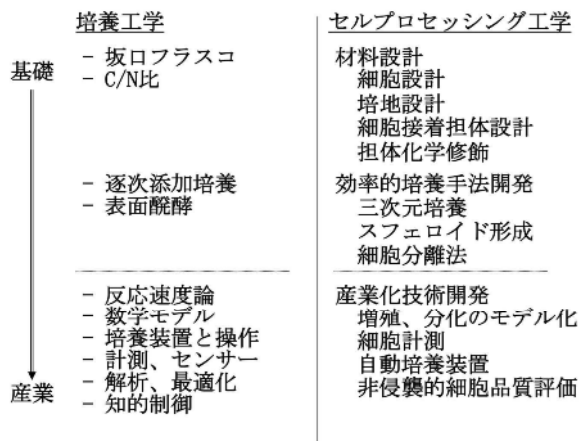 培養工学
セルプロセッシング工学
基礎
- 坂口フラスコ
- C/N比
- 逐次添加培養
- 表面醗酵
- 反応速度論
- 数学モデル
- 培養装置と操作
- 計測、センサー
- 解析、最適化
- 知的制御
産業
材料設計
細胞設計
培地設計
細胞接着担体設計
担体化学修飾
効率的培養手法開発
三次元培養
スフェロイド形成
細胞分離法
産業化技術開発
増殖、分化のモデル化
細胞計測
自動培養装置
非侵襲的細胞品質評価